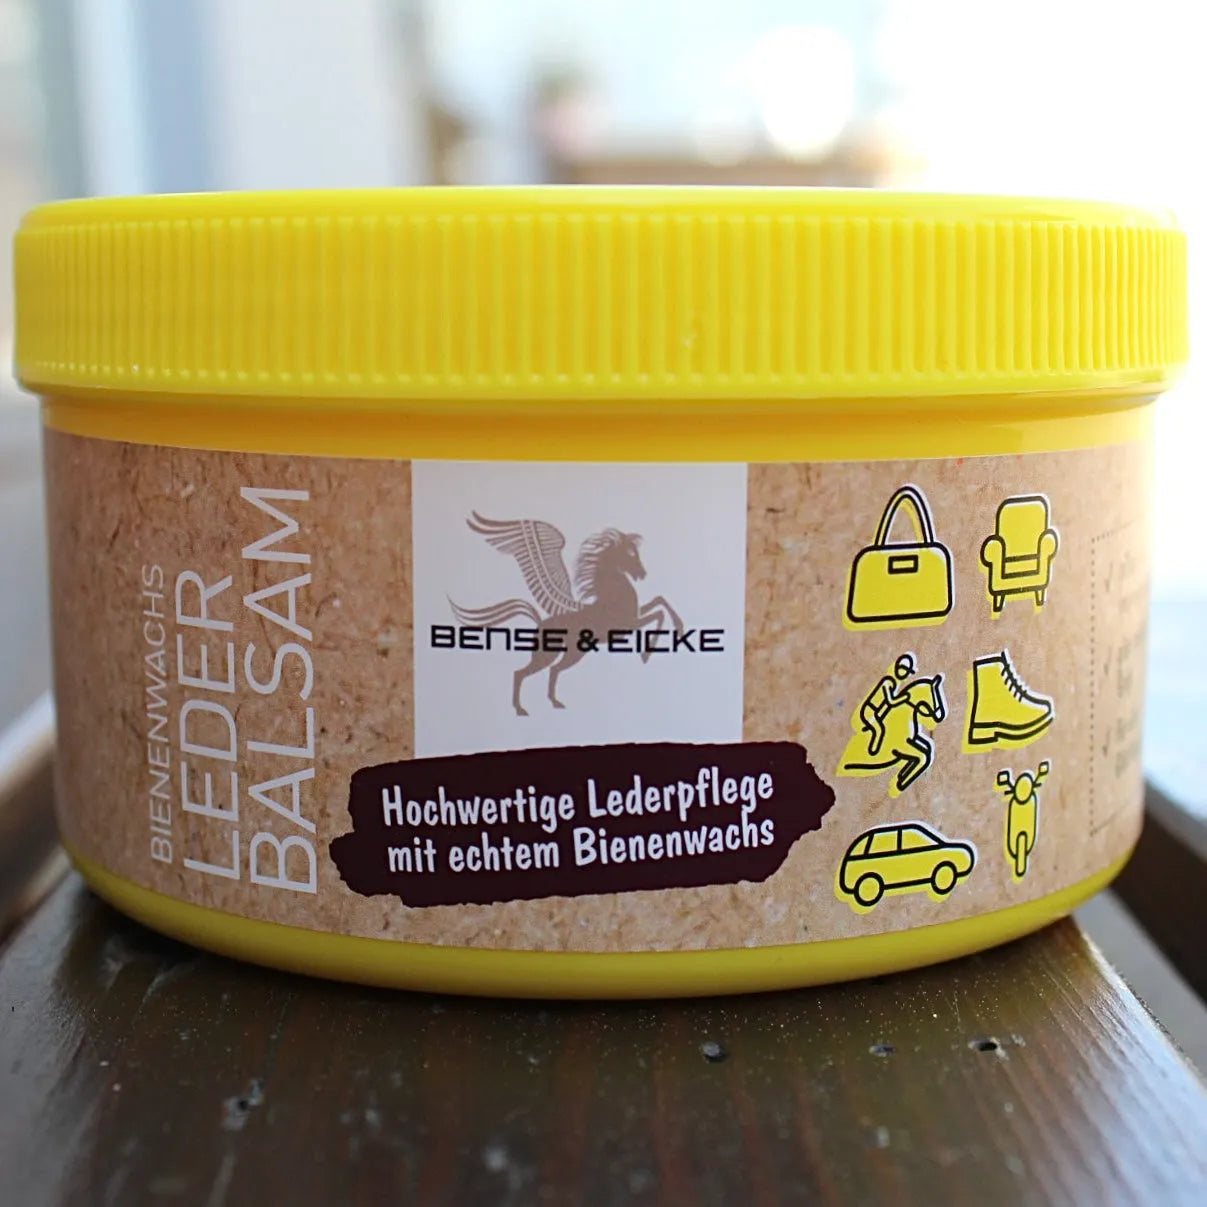 BIENENWACHS
LEDER
BALSAM
BENSE & EICKE
Hochwertige Lederpflege
mit echtem Bienenwachs